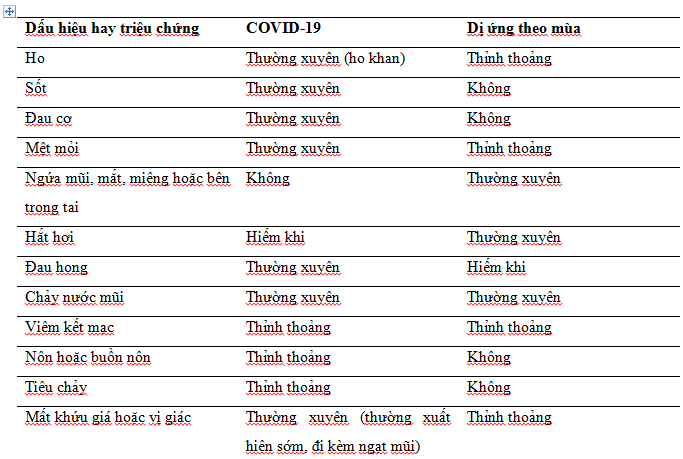 Dấu hiệu hay triệu chứng COVID-19 Dị ứng theo mùa
Ho Thường xuyên (ho khan) Thỉnh thoảng
Sốt Thường xuyên Không
Đau cơ Thường xuyên Không
Mệt mỏi Thường xuyên Thỉnh thoảng
Ngứa mũi, mắt, miệng hoặc bên Không Thường xuyên
trong tai
Hắt hơi Hiếm khi Thường xuyên
Đau họng Thường xuyên Hiếm khi
Chảy nước mũi Thường xuyên Thường xuyên
Viêm kết mạc Thỉnh thoảng Thỉnh thoảng
Nôn hoặc buồn nôn Thỉnh thoảng Không
Tiêu chảy Thỉnh thoảng Không
Mất khứu giá hoặc vị giác Thường xuyên (thường xuất Thỉnh thoảng
hiện sớm, đi kèm ngạt mũi)